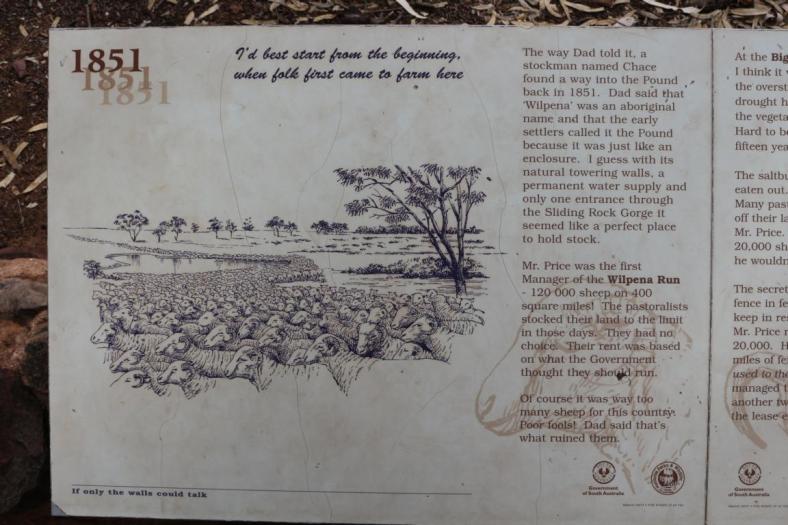 1851
1851
1851
I'd best start from the beginning,
when folk first came to farm here
The way Dad told it, a
stockman named Chace
found a way into the Pound
back in 1851. Dad said that
'Wilpena' was an aboriginal
name and that the early
settlers called it the Pound
because it was just like an
enclosure. I guess with its
natural towering walls, a
permanent water supply and
only one entrance through
the Sliding Rock Gorge it
seemed like a perfect place
to hold stock.
Mr. Price was the first
Manager of the Wilpena Run
- 120 000 sheep on 400
square miles! The pastoralists
stocked their land to the limit
in those days. They had no
choice. Their rent was based
on what the Government
thought they should run.
Of course it was way too
many sheep for this country.
Poor fools! Dad said that's
what ruined them.
If only the walls could talk
Government
of South Australia
At the Big
I think it
the overst
drought h
the vegeta
Hard to be
fifteen yea
The saltbu
eaten out.
Many past
off their la
Mr. Price.
20,000 sh
he wouldn
The secret
fence in fe
keep in re
Mr. Price
20,000. H
miles of fe
used to the
managed t
another tw
the lease e
Government
of South Australia